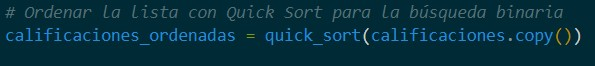 # Ordenar la lista con Quick Sort para la búsqueda binaria
calificaciones_ordenadas = quick_sort(calificaciones.copy())